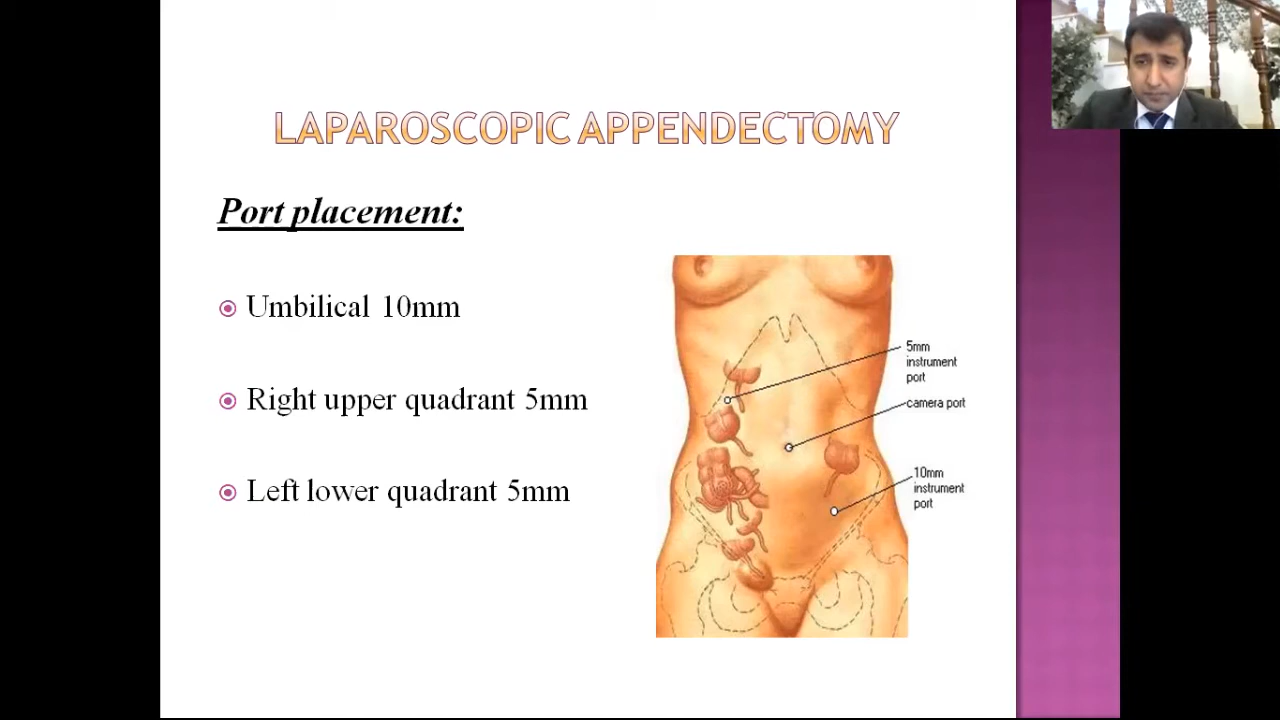 LAPAROSCOPIC APPENDECTOMY
Port placement:
Umbilical 10mm
Right upper quadrant 5mm
Left lower quadrant 5mm
5mm
instrument
port
camera port
10mm
instrument
port